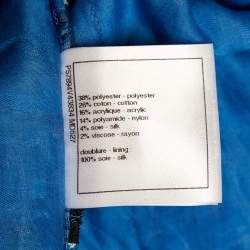 38% polyester - polyester
26% coton - cotton
16% acrylique - acrylic
14% polyamide - nylon
4% soie - silk
2% viscose - rayon
doublure - lining :
100% soie - silk